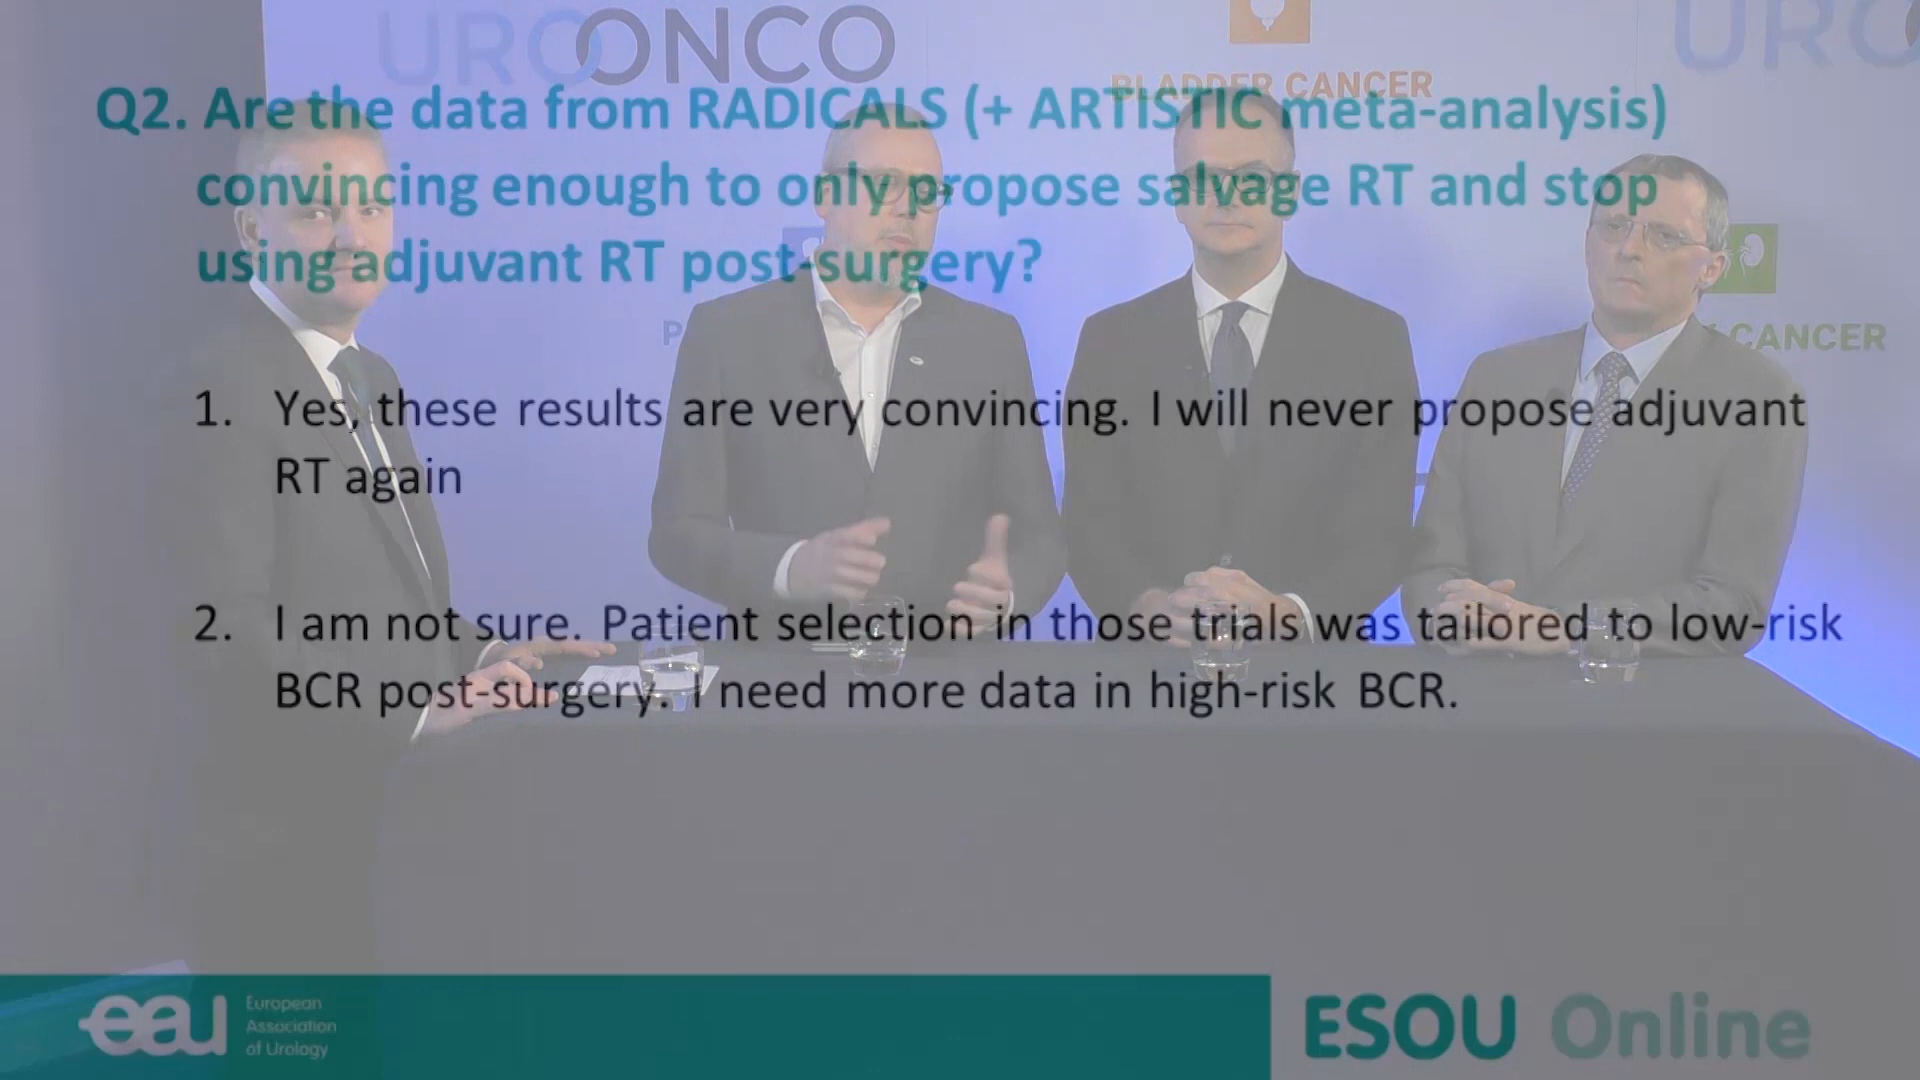 UROONCO
URO
BLADDER CANCER
Q2. Are the data from RADICALS (+ ARTISTIC meta-analysis)
convincing enough to only propose salvage RT and stop
using adjuvant RT post-surgery?
CANCER
1. Yes, these results are very convincing. I will never propose adjuvant
RT again
2. I am not sure. Patient selection in those trials was tailored to low-risk
BCR post-surgery. I need more data in high-risk BCR.
eau
European
Association
of Urology
ESOU Online